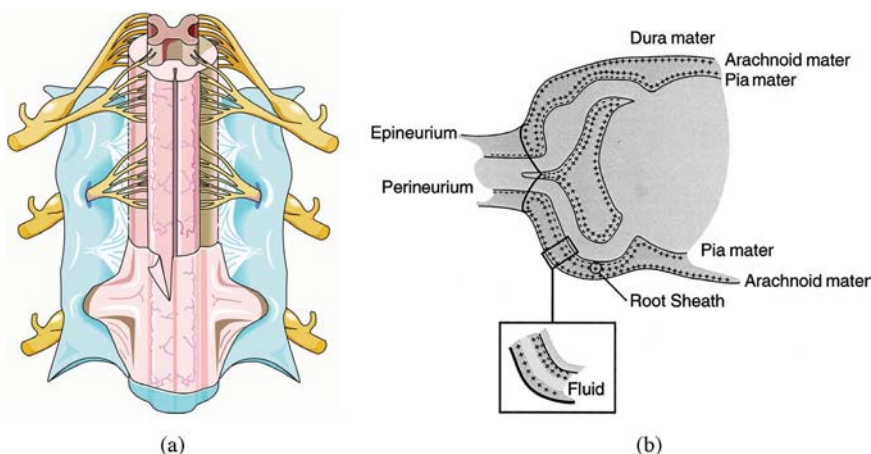 Dura mater
Arachnoid mater
Pia mater
Epineurium
Perineurium
Pia mater
Arachnoid mater
Root Sheath
Fluid
(a)
(b)